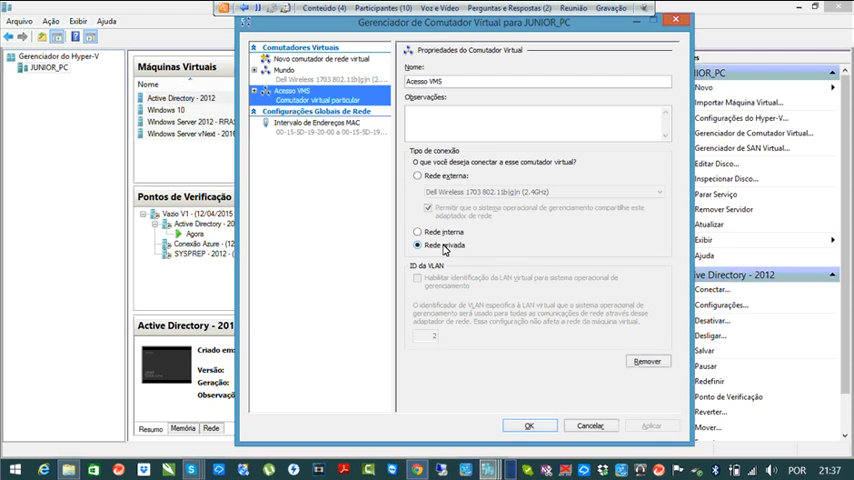 Conteúdo (4) Participantes (10) Voz e Vídeo Perguntas e Respostas (2) Reunião Gravação
Gerenciador de Comutador Virtual para JUNIOR_PC
Arquivo Ação Exibir Ajuda
Gerenciador do Hyper-V
JUNIOR_PC
Máquinas Virtuais
Nome
Active Directory - 2012
Windows 10
Windows Server 2012 - RRAS
Windows Server vNext - 2016
Pontos de Verificação
Vazio V1 - (12/04/2015
Active Directory -
Agora
Conexão Azure - (
SYSPREP - 2012 - (
Active Directory - 201
Criado em:
Versão:
Geração:
Observaçõ
Resumo Memória Rede
Comutadores Virtuais
Novo comutador de rede virtual
Mundo
Dell Wireless 1703 802.11b|g|n (2....
Acesso VMS
Comutador virtual particular
Configurações Globais de Rede
Intervalo de Endereços MAC
00-15-5D-19-20-00 a 00-15-5D-19...
Propriedades do Comutador Virtual
Nome:
Acesso VMS
Observações:
Tipo de conexão
O que você deseja conectar a esse comutador virtual?
Rede externa:
Dell Wireless 1703 802.11b|g|n (2.4GHz)
Permitir que o sistema operacional de gerenciamento compartilhe este
adaptador de rede
Rede interna
Rede privada
ID da VLAN
Habilitar identificação da LAN virtual para sistema operacional de
gerenciamento
O identificador de VLAN especifica a LAN virtual que o sistema operacional de
gerenciamento usará para todas as comunicações de rede através desse
adaptador de rede. Essa configuração não afeta a rede da máquina virtual.
2
Remover
OK Cancelar Aplicar
es
IOR_PC
Novo
Importar Máquina Virtual...
Configurações do Hyper-V...
Gerenciador de Comutador Virtual...
Gerenciador de SAN Virtual...
Editar Disco...
Inspecionar Disco...
Parar Serviço
Remover Servidor
Atualizar
Exibir
Ajuda
ve Directory - 2012
Conectar...
Configurações...
Desativar...
Desligar...
Salvar
Pausar
Redefinir
Ponto de Verificação
Reverter...
Mover...
POR 21:37